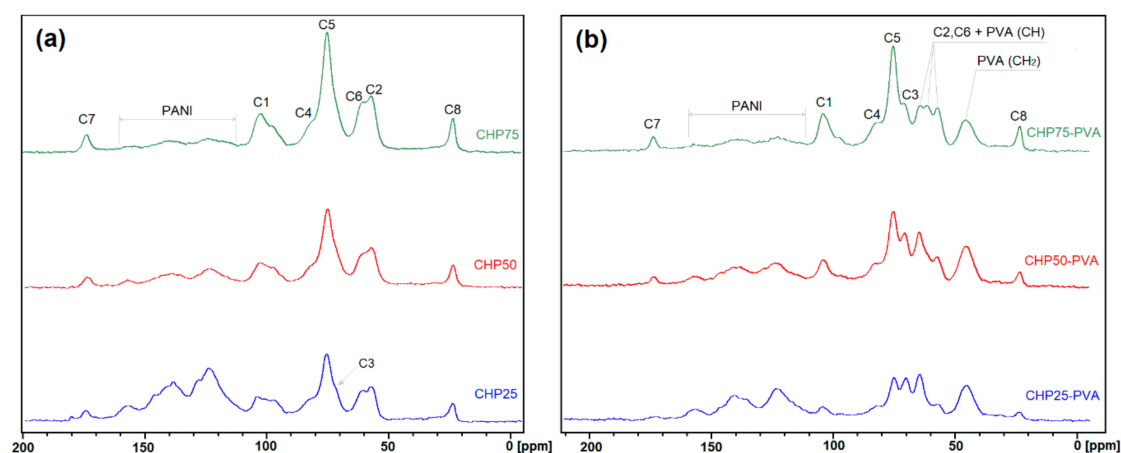 (a)
C5
PANI
C7
C1
C4
C6
C2
C8
CHP75
CHP50
C3
CHP25
200
150
100
50
0 [ppm]
(b)
C5
C2,C6 + PVA (CH)
PVA (CH₂)
C3
PANI
C7
C1
C4
C8
CHP75-PVA
CHP50-PVA
CHP25-PVA
200
150
100
50
0 [ppm]